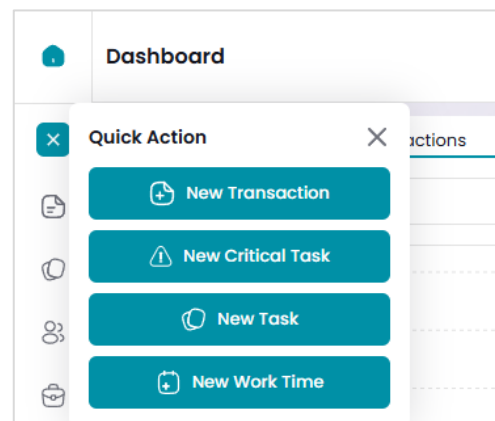 Dashboard
Quick Action
actions
New Transaction
New Critical Task
New Task
New Work Time